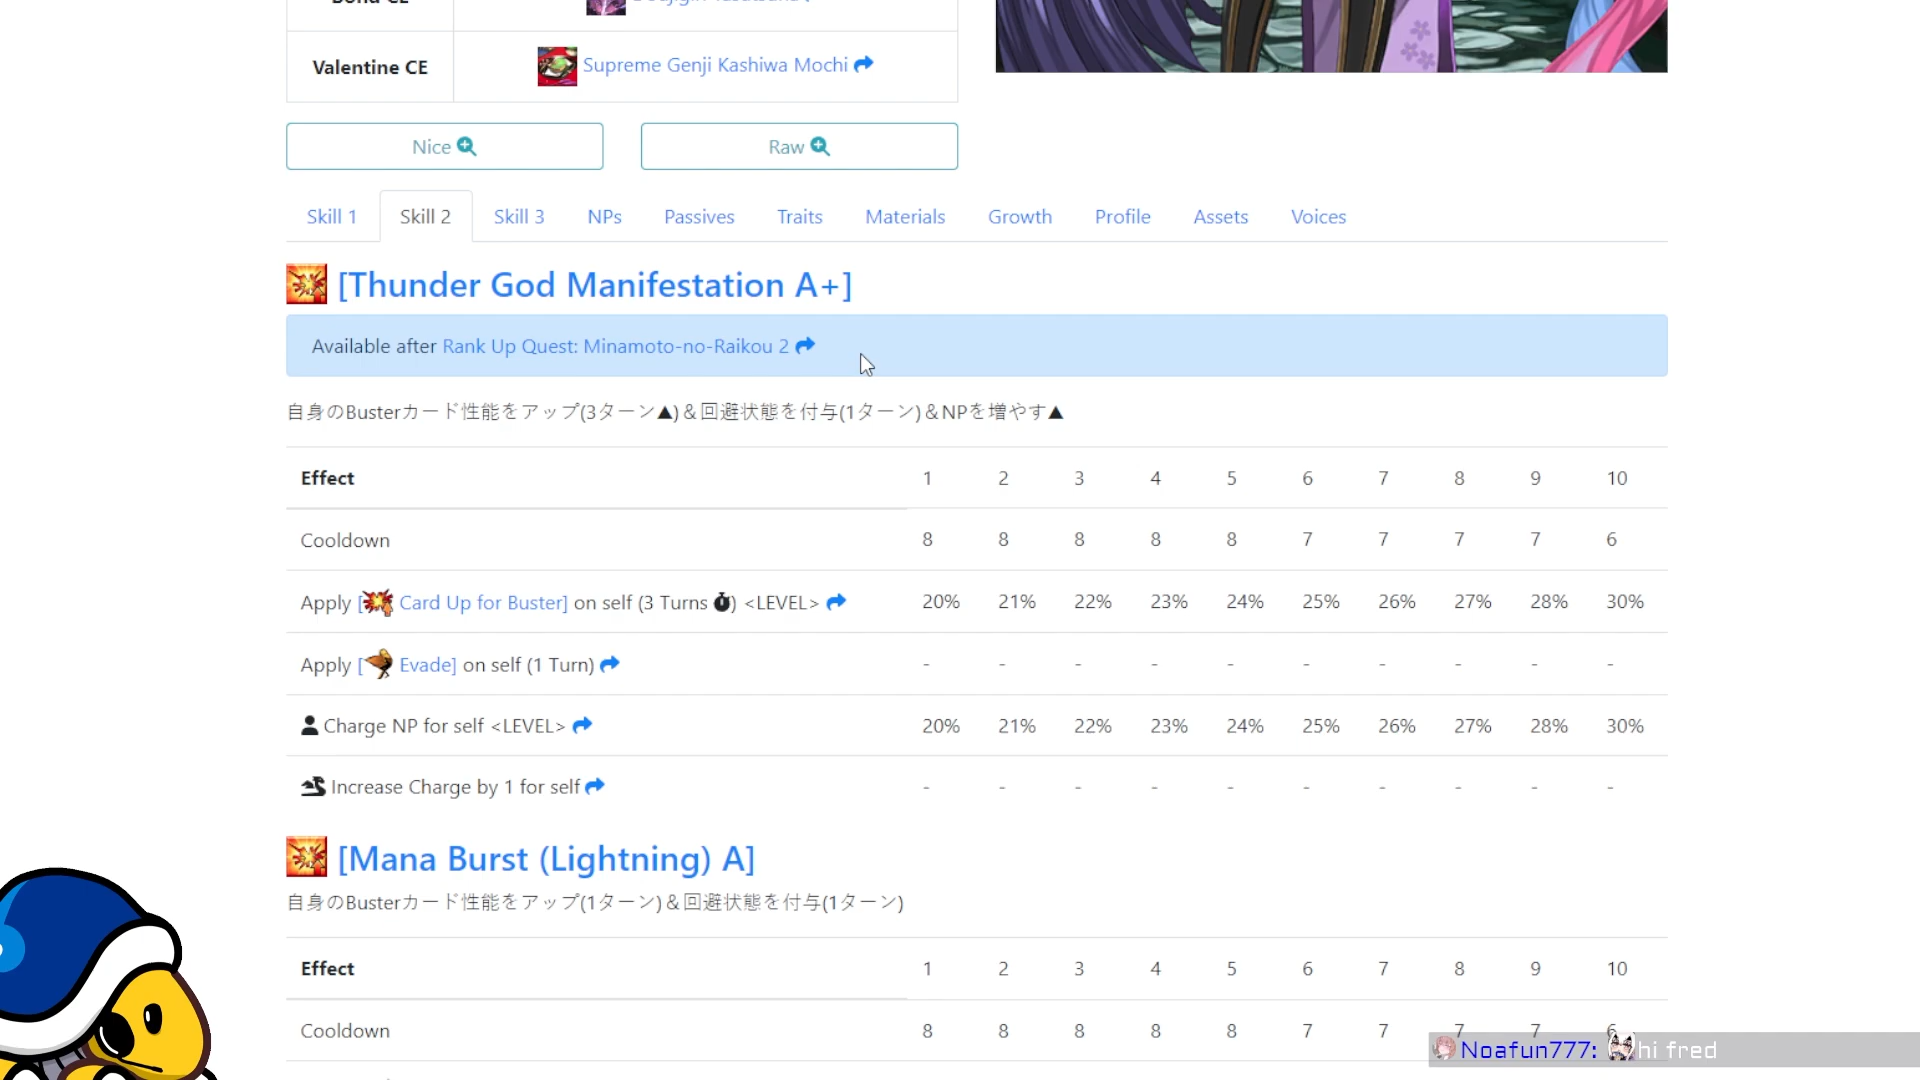 Valentine CE
Supreme Genji Kashiwa Mochi
Nice
Raw
Skill 1
Skill 2
Skill 3
NPs
Passives
Traits
Materials
Growth
Profile
Assets
Voices
[Thunder God Manifestation A+]
Available after Rank Up Quest: Minamoto-no-Raikou 2
自身のBusterカード性能をアップ(3ターン▲)＆回避状態を付与(1ターン)＆NPを増やす▲
Effect 1 2 3 4 5 6 7 8 9 10
Cooldown 8 8 8 8 8 7 7 7 7 6
Apply [Card Up for Buster] on self (3 Turns) <LEVEL> 20% 21% 22% 23% 24% 25% 26% 27% 28% 30%
Apply [Evade] on self (1 Turn) - - - - - - - - - -
Charge NP for self <LEVEL> 20% 21% 22% 23% 24% 25% 26% 27% 28% 30%
Increase Charge by 1 for self - - - - - - - - - -
[Mana Burst (Lightning) A]
自身のBusterカード性能をアップ(1ターン)＆回避状態を付与(1ターン)
Effect 1 2 3 4 5 6 7 8 9 10
Cooldown 8 8 8 8 8 7 7 7 7 6
Noafun777: hi fred